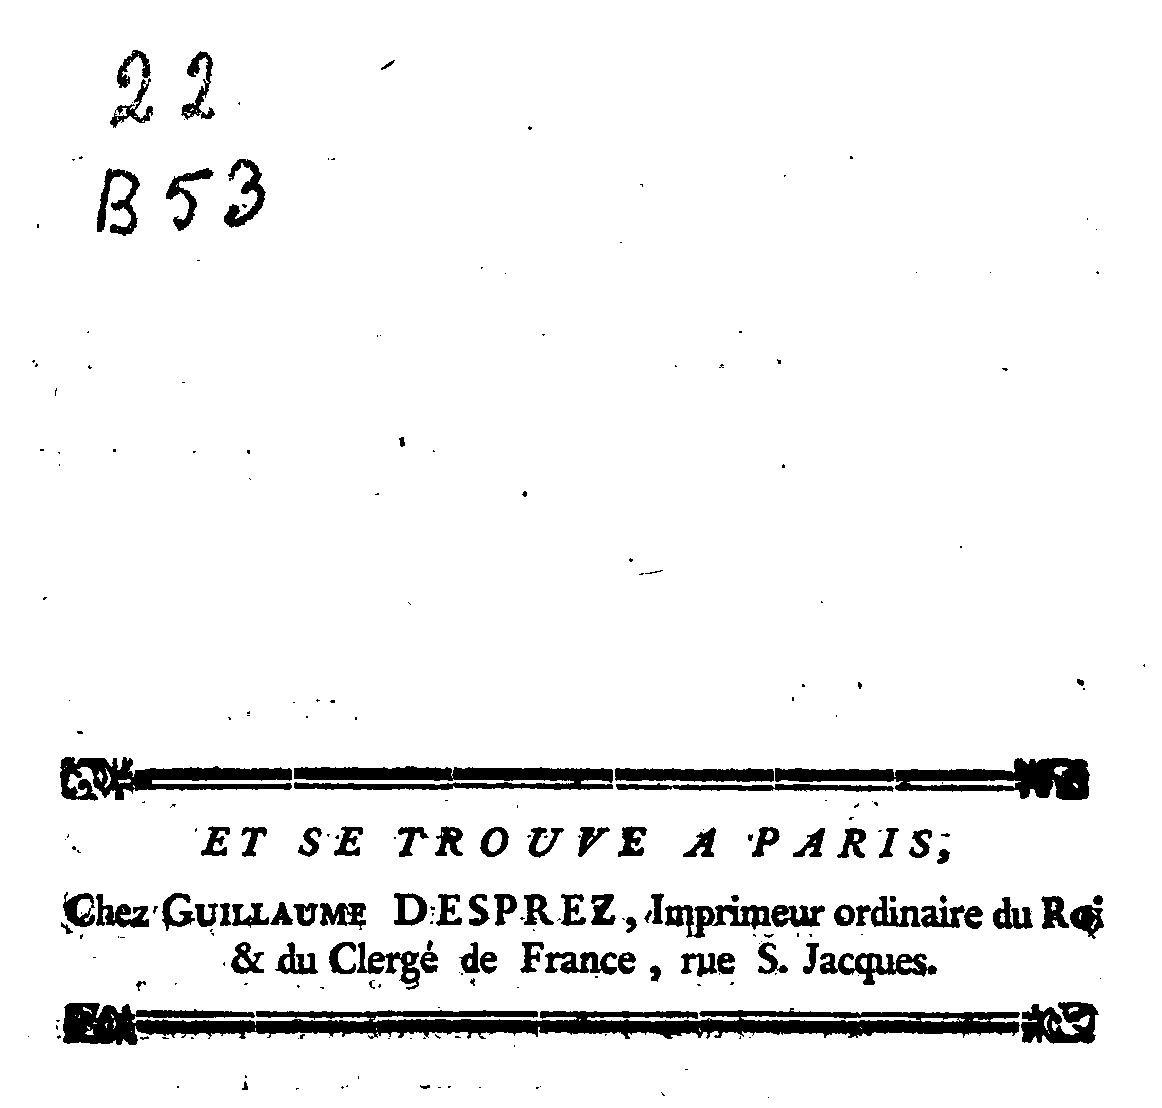 22
B53
ET SE TROUVE A PARIS,
Chez GUILLAUME DESPREZ, Imprimeur ordinaire du Roi
& du Clergé de France, rue S. Jacques.